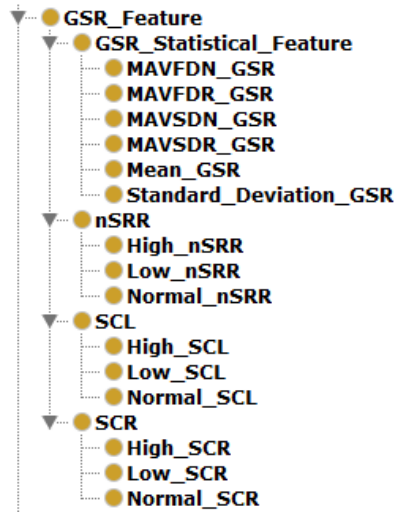 GSR_Feature
GSR_Statistical_Feature
MAVFDN_GSR
MAVFDR_GSR
MAVSDN_GSR
MAVSDR_GSR
Mean_GSR
Standard_Deviation_GSR
nSRR
High_nSRR
Low_nSRR
Normal_nSRR
SCL
High_SCL
Low_SCL
Normal_SCL
SCR
High_SCR
Low_SCR
Normal_SCR